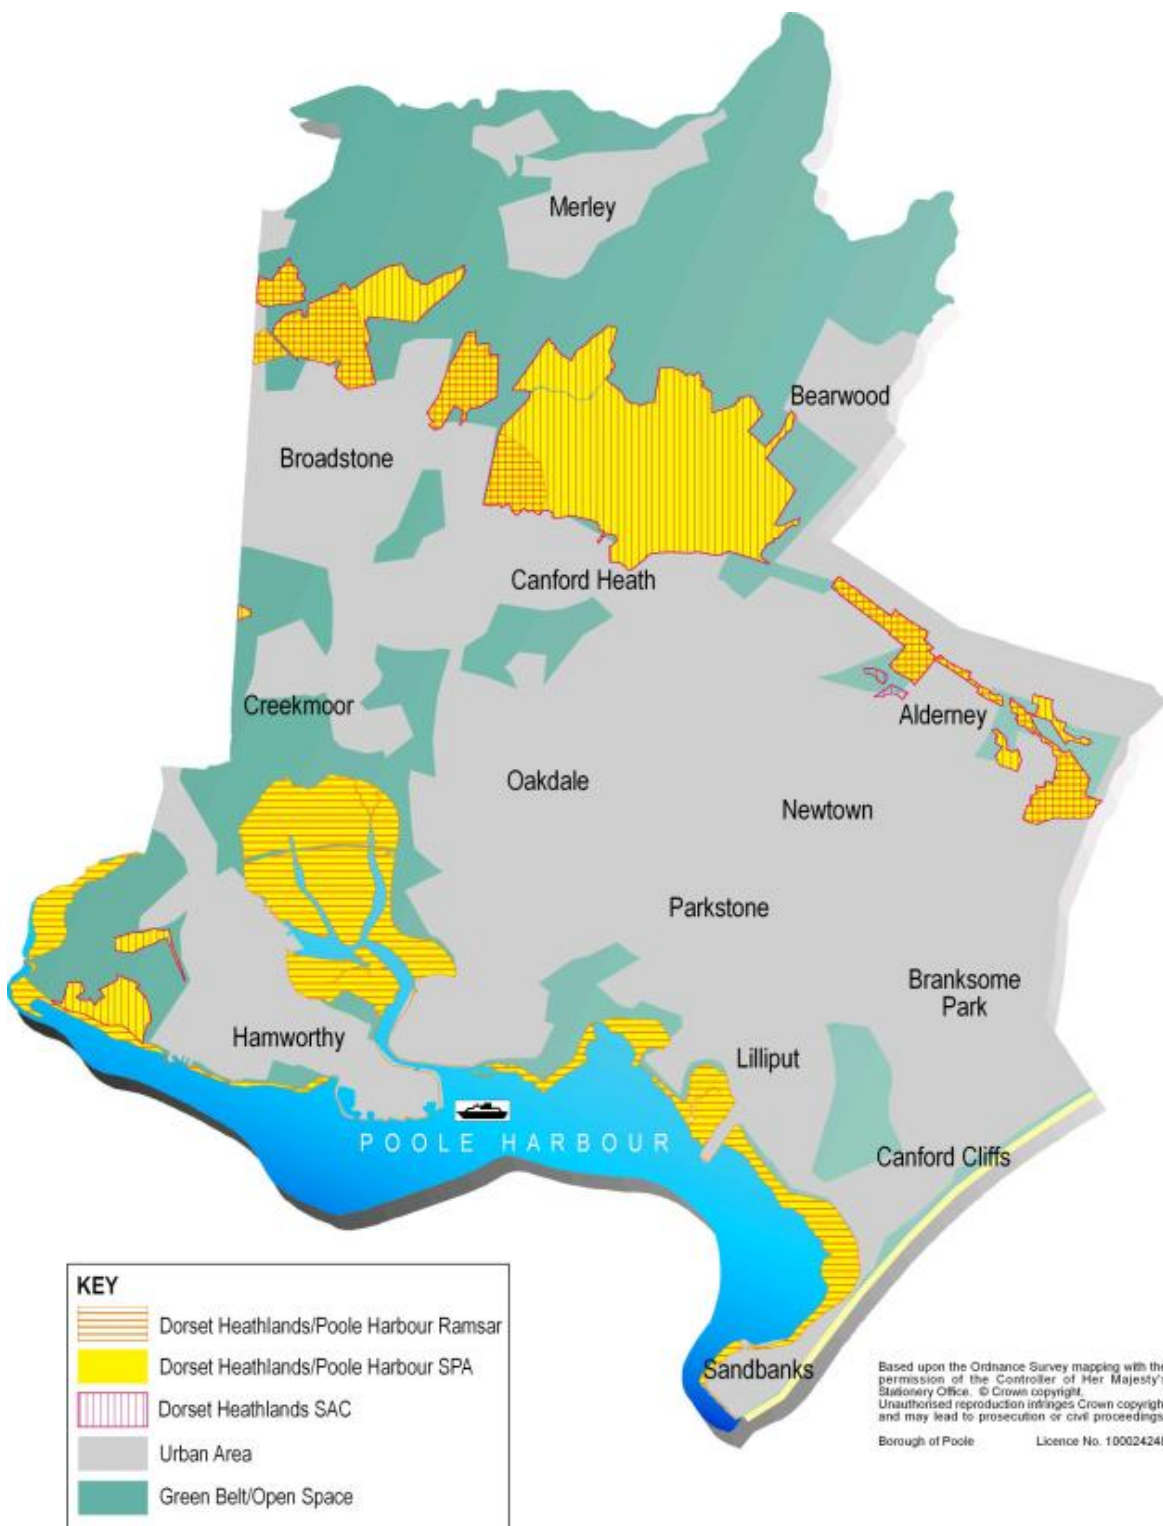 Merley
Bearwood
Broadstone
Canford Heath
Creekmoor
Alderney
Oakdale
Newtown
Parkstone
Branksome
Park
Hamworthy
Lilliput
POOLE HARBOUR
Canford Cliffs
Sandbanks
KEY
Dorset Heathlands/Poole Harbour Ramsar
Dorset Heathlands/Poole Harbour SPA
Dorset Heathlands SAC
Urban Area
Green Belt/Open Space
Based upon the Ordnance Survey mapping with the
permission of the Controller of Her Majesty's
Stationery Office. © Crown copyright.
Unauthorised reproduction infringes Crown copyright
and may lead to prosecution or civil proceedings
Borough of Poole Licence No. 100024248